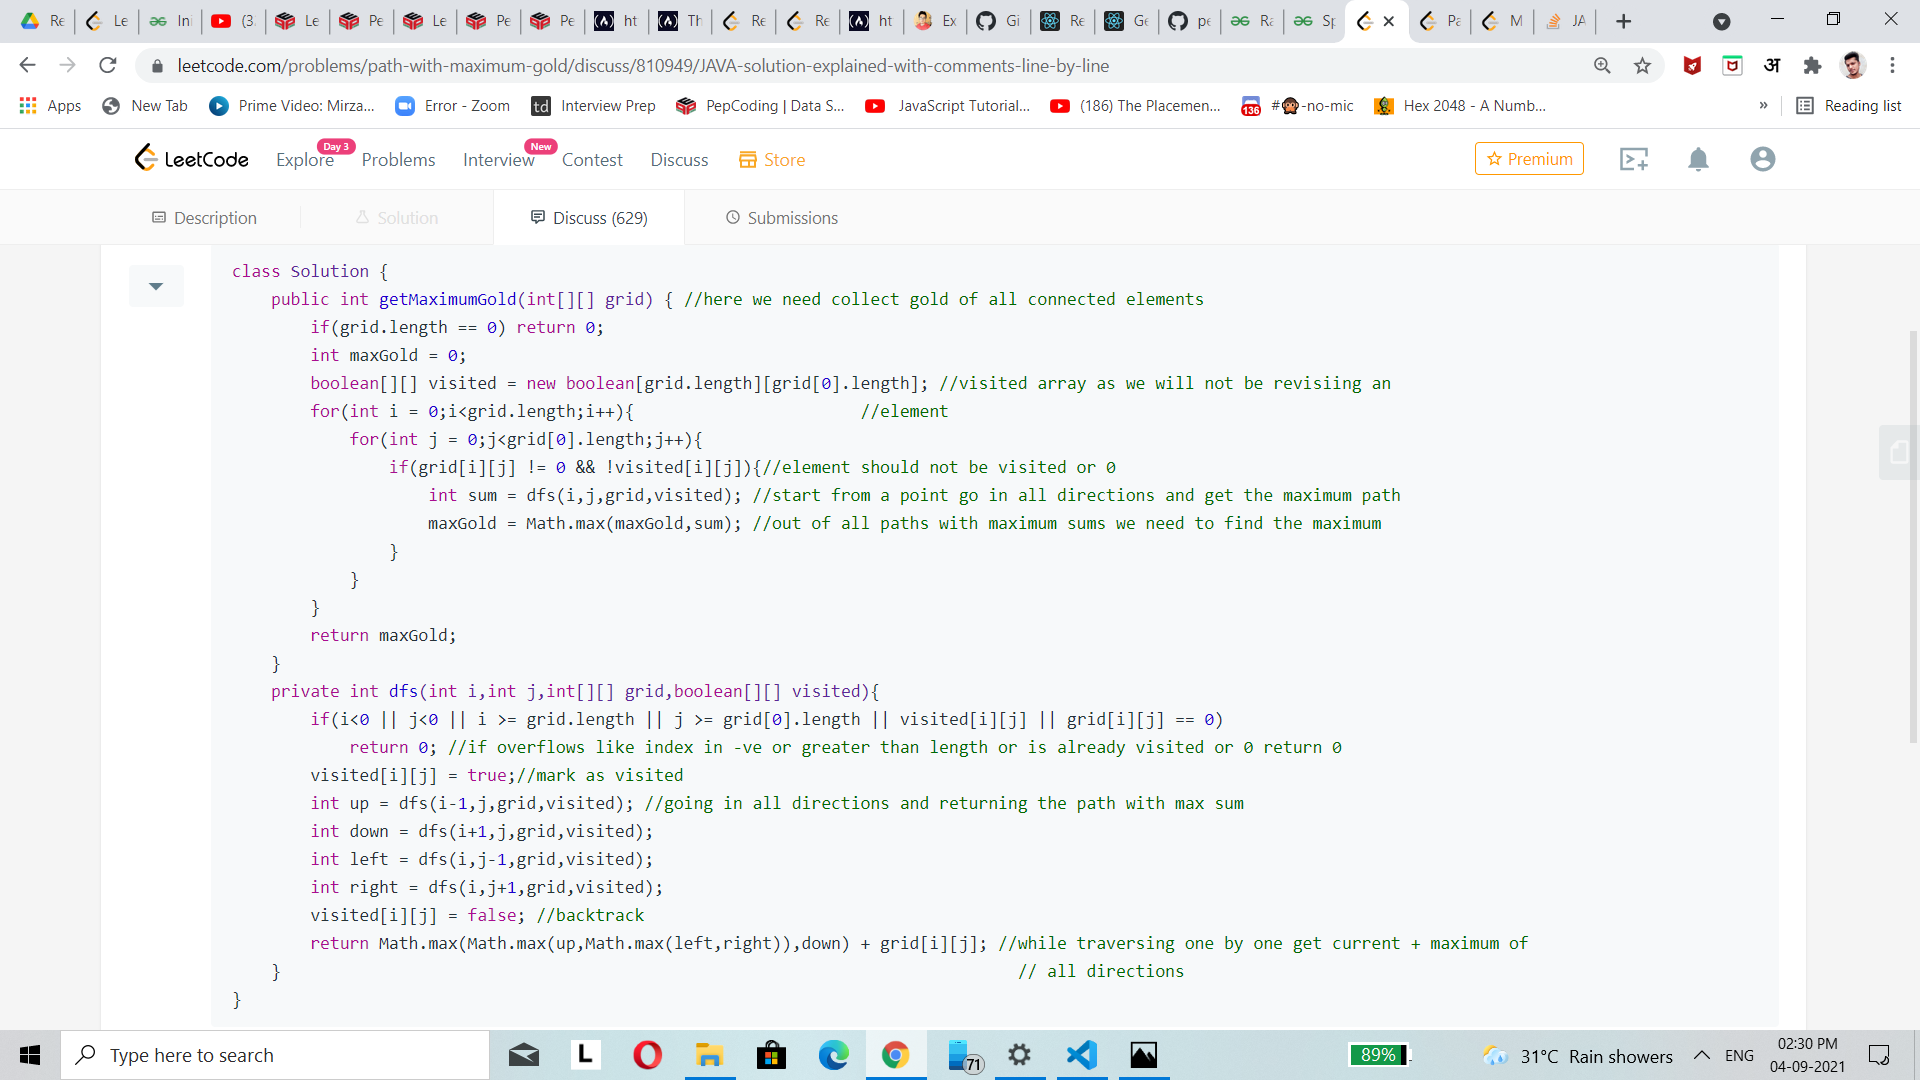 Re
Le
Ini
(3
Le
Pe
Le
Pe
Pe
ht
Th
Re
Re
ht
Ex
Gi
Re
Ge
pe
Ra
Sp
Pa
M
JA
leetcode.com/problems/path-with-maximum-gold/discuss/810949/JAVA-solution-explained-with-comments-line-by-line
अ
Apps
New Tab
Prime Video: Mirza...
Error - Zoom
td Interview Prep
PepCoding | Data S...
JavaScript Tutorial...
(186) The Placemen...
136 #🙊-no-mic
Hex 2048 - A Numb...
»
Reading list
LeetCode
Explore Day 3
Problems
Interview New
Contest
Discuss
Store
Premium
Description
Solution
Discuss (629)
Submissions
class Solution {
    public int getMaximumGold(int[][] grid) { //here we need collect gold of all connected elements
        if(grid.length == 0) return 0;
        int maxGold = 0;
        boolean[][] visited = new boolean[grid.length][grid[0].length]; //visited array as we will not be revisiing an
        for(int i = 0;i<grid.length;i++){                       //element
            for(int j = 0;j<grid[0].length;j++){
                if(grid[i][j] != 0 && !visited[i][j]){//element should not be visited or 0
                    int sum = dfs(i,j,grid,visited); //start from a point go in all directions and get the maximum path
                    maxGold = Math.max(maxGold,sum); //out of all paths with maximum sums we need to find the maximum
                }
            }
        }
        return maxGold;
    }
    private int dfs(int i,int j,int[][] grid,boolean[][] visited){
        if(i<0 || j<0 || i >= grid.length || j >= grid[0].length || visited[i][j] || grid[i][j] == 0)
            return 0; //if overflows like index in -ve or greater than length or is already visited or 0 return 0
        visited[i][j] = true;//mark as visited
        int up = dfs(i-1,j,grid,visited); //going in all directions and returning the path with max sum
        int down = dfs(i+1,j,grid,visited);
        int left = dfs(i,j-1,grid,visited);
        int right = dfs(i,j+1,grid,visited);
        visited[i][j] = false; //backtrack
        return Math.max(Math.max(up,Math.max(left,right)),down) + grid[i][j]; //while traversing one by one get current + maximum of
    }                                                                           // all directions
}
Type here to search
L
71
89%
31°C Rain showers
ENG
02:30 PM
04-09-2021